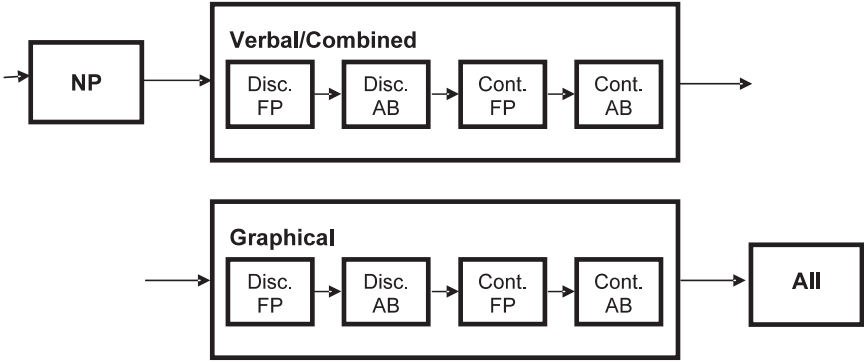 Verbal/Combined
NP
Disc.
FP
Disc.
AB
Cont.
FP
Cont.
AB
Graphical
Disc.
FP
Disc.
AB
Cont.
FP
Cont.
AB
All